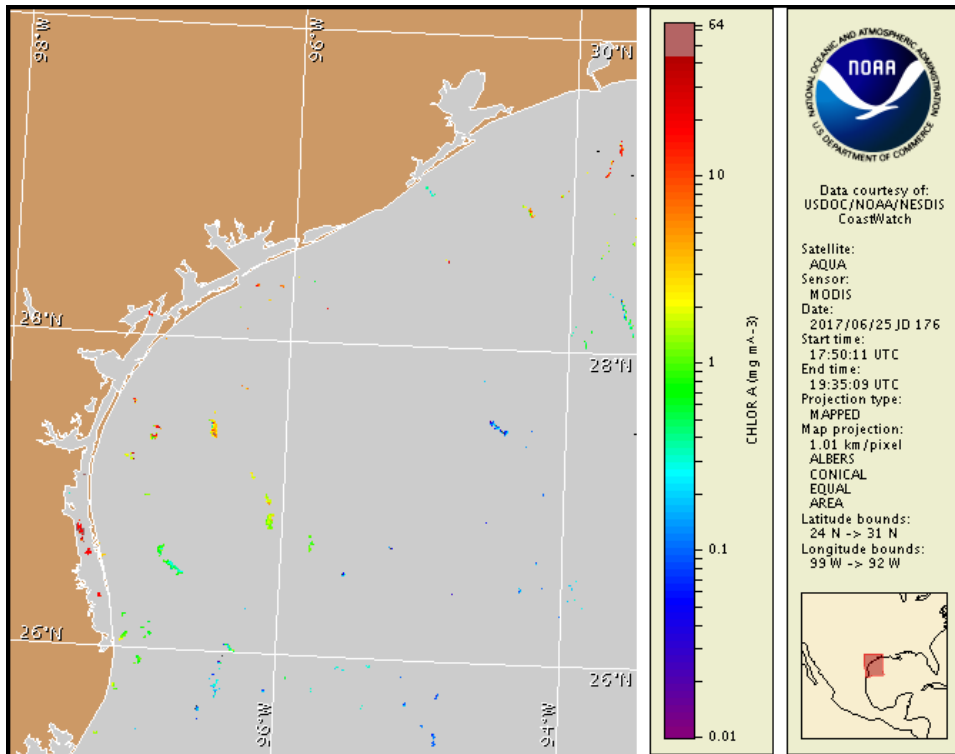 98°W
96°W
30°N
28°N
28°N
26°N
26°N
96°W
94°W
64
10
1
0.1
0.01
CHLOR A (mg m^-3)
NATIONAL OCEANIC AND ATMOSPHERIC ADMINISTRATION
NOAA
U.S. DEPARTMENT OF COMMERCE
Data courtesy of:
USDOC/NOAA/NESDIS
CoastWatch
Satellite:
AQUA
Sensor:
MODIS
Date:
2017/06/25 JD 176
Start time:
17:50:11 UTC
End time:
19:35:09 UTC
Projection type:
MAPPED
Map projection:
1.01 km/pixel
ALBERS
CONICAL
EQUAL
AREA
Latitude bounds:
24 N -> 31 N
Longitude bounds:
99 W -> 92 W